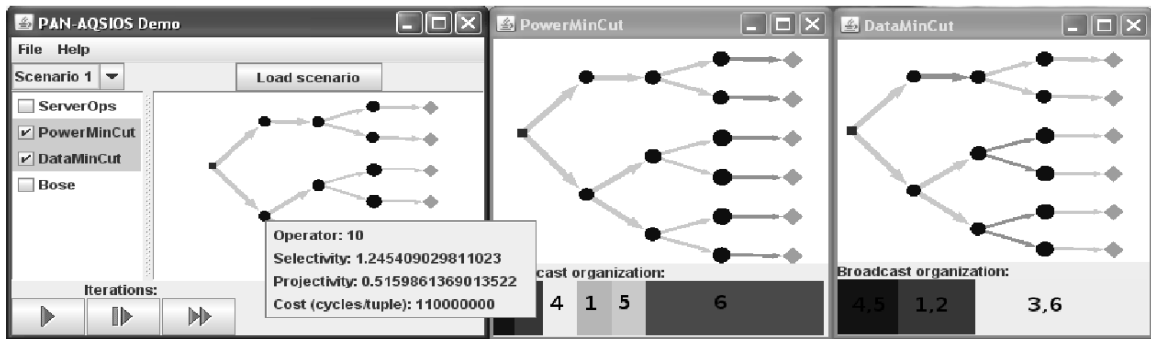 PAN-AQSIOS Demo
File Help
Scenario 1
Load scenario
ServerOps
PowerMinCut
DataMinCut
Bose
Operator: 10
Selectivity: 1.245409029811023
Projectivity: 0.5159861369013522
Cost (cycles/tuple): 110000000
Iterations:
PowerMinCut
cast organization:
4 1 5 6
DataMinCut
Broadcast organization:
4,5 1,2 3,6